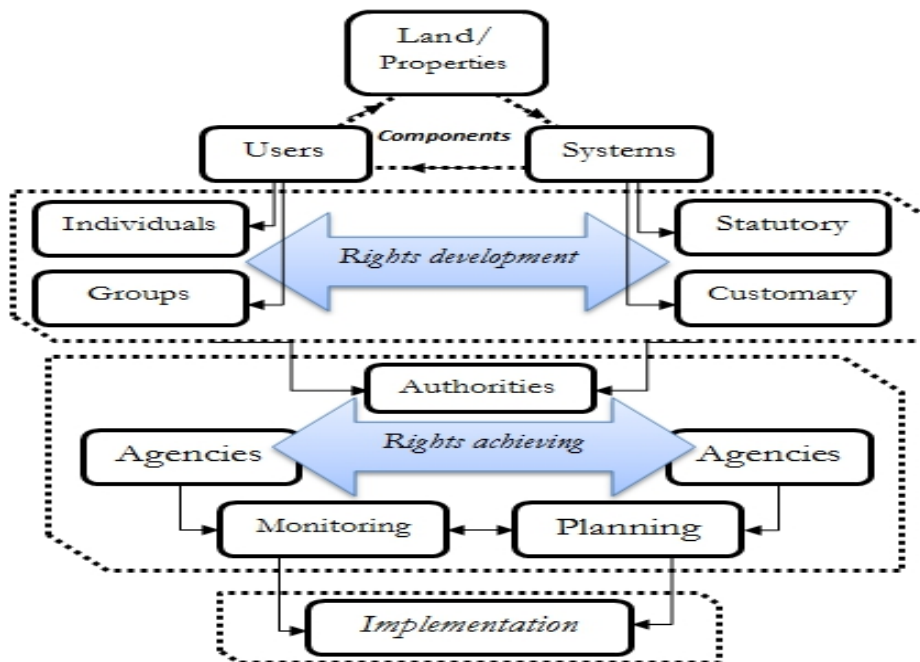 Land/
Properties
Components
Users
Systems
Individuals
Statutory
Rights development
Groups
Customary
Authorities
Rights achieving
Agencies
Agencies
Monitoring
Planning
Implementation